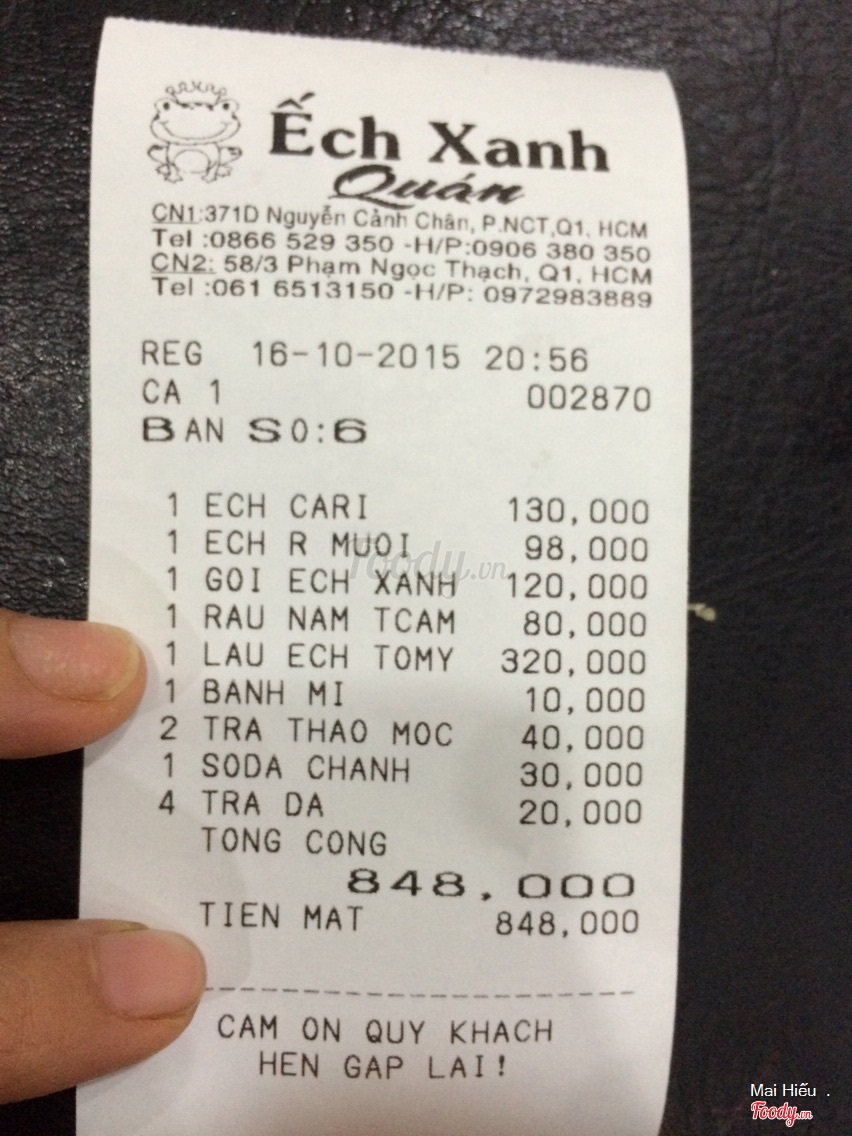 Ếch Xanh
Quán
CN1:371D Nguyễn Cảnh Chân, P.NCT,Q1, HCM
Tel :0866 529 350 -H/P:0906 380 350
CN2: 58/3 Phạm Ngọc Thạch, Q1, HCM
Tel :061 6513150 -H/P: 0972983889
REG 16-10-2015 20:56
CA 1 002870
BAN SO:6
1 ECH CARI 130,000
1 ECH R MUOI 98,000
1 GOI ECH XANH 120,000
1 RAU NAM TCAM 80,000
1 LAU ECH TOMY 320,000
1 BANH MI 10,000
2 TRA THAO MOC 40,000
1 SODA CHANH 30,000
4 TRA DA 20,000
TONG CONG
848,000
TIEN MAT 848,000
CAM ON QUY KHACH
HEN GAP LAI!
Foody.vn
Mai Hiếu .
Foody.vn